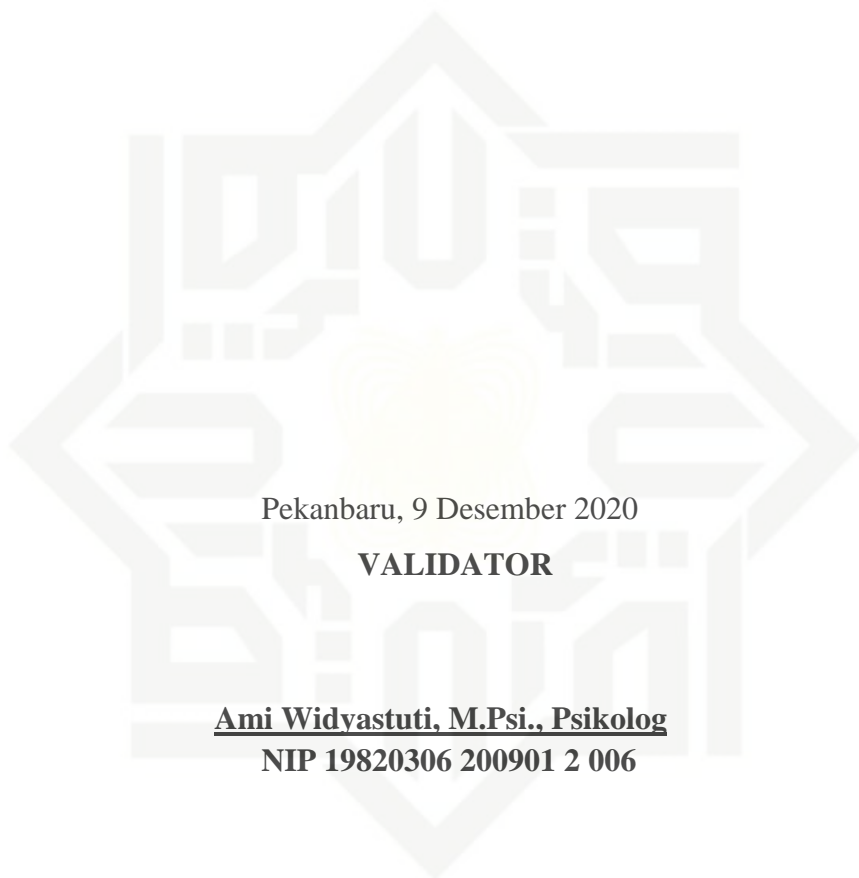 Pekanbaru, 9 Desember 2020
VALIDATOR
Ami Widyastuti, M.Psi., Psikolog
NIP 19820306 200901 2 006